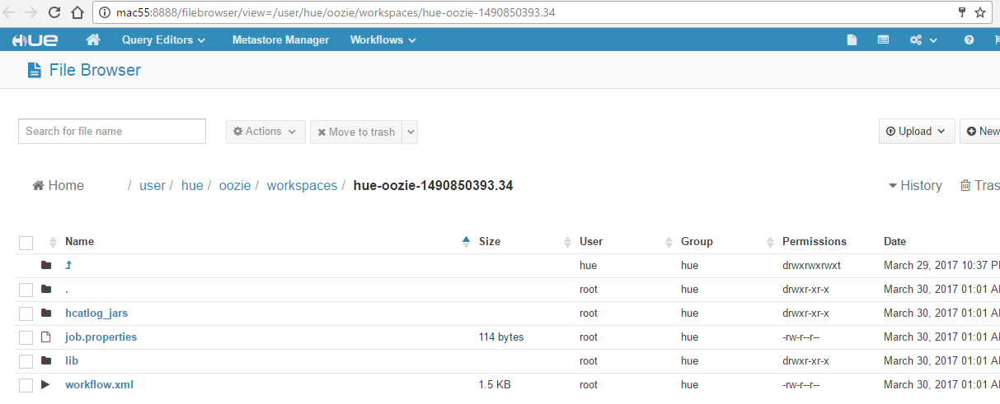 mac55:8888/filebrowser/view=/user/hue/oozie/workspaces/hue-oozie-1490850393.34
HUE Query Editors Metastore Manager Workflows
File Browser
Search for file name Actions Move to trash Upload New
Home / user / hue / oozie / workspaces / hue-oozie-1490850393.34 History Tras
Name Size User Group Permissions Date
hue hue drwxrwxrwxt March 29, 2017 10:37 P
. root hue drwxr-xr-x March 30, 2017 01:01 A
hcatlog_jars root hue drwxr-xr-x March 30, 2017 01:01 A
job.properties 114 bytes root hue -rw-r--r-- March 30, 2017 01:01 A
lib root hue drwxr-xr-x March 30, 2017 01:01 A
workflow.xml 1.5 KB root hue -rw-r--r-- March 30, 2017 01:01 A